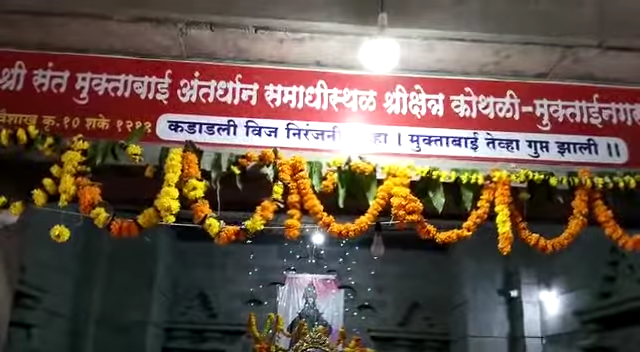 श्री संत मुक्ताबाई अंतर्धान समाधीस्थळ श्रीक्षेत्र कोथळी-मुक्ताईनगर
वैशाख कृ.१० शके १२१९
कडाडली विज निरंजनी हा । मुक्ताबाई तेव्हा गुप्त झाली ।।